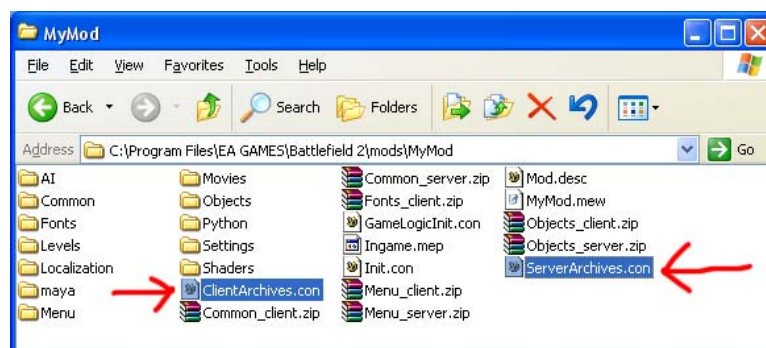 MyMod
File Edit View Favorites Tools Help
Back Search Folders
Address C:\Program Files\EA GAMES\Battlefield 2\mods\MyMod Go
AI Movies Common_server.zip Mod.desc
Common Objects Fonts_client.zip MyMod.mew
Fonts Python GameLogicInit.con Objects_client.zip
Levels Settings Ingame.mep Objects_server.zip
Localization Shaders Init.con ServerArchives.con
maya ClientArchives.con Menu_client.zip
Menu Common_client.zip Menu_server.zip